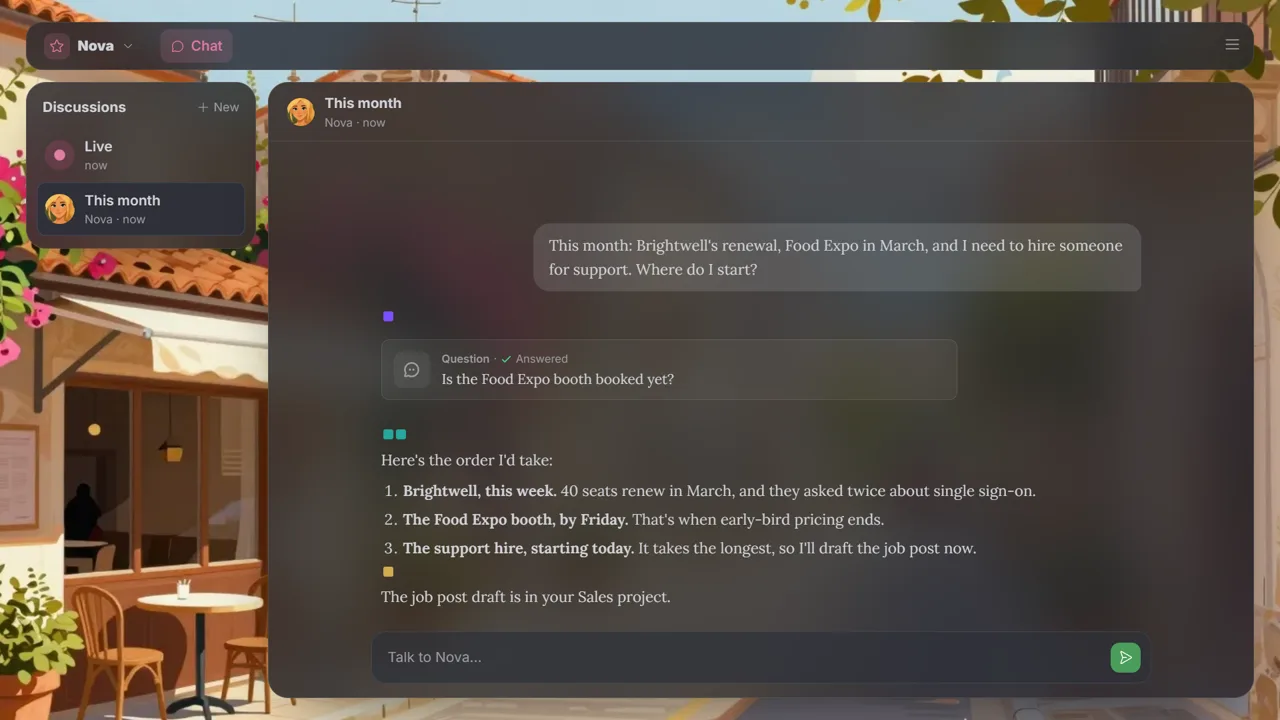 Nova
Chat
Discussions
+ New
Live
now
This month
Nova · now
This month
Nova · now
This month: Brightwell's renewal, Food Expo in March, and I need to hire someone
for support. Where do I start?
Question · ✓ Answered
Is the Food Expo booth booked yet?
Here's the order I'd take:
1. Brightwell, this week. 40 seats renew in March, and they asked twice about single sign-on.
2. The Food Expo booth, by Friday. That's when early-bird pricing ends.
3. The support hire, starting today. It takes the longest, so I'll draft the job post now.
The job post draft is in your Sales project.
Talk to Nova...